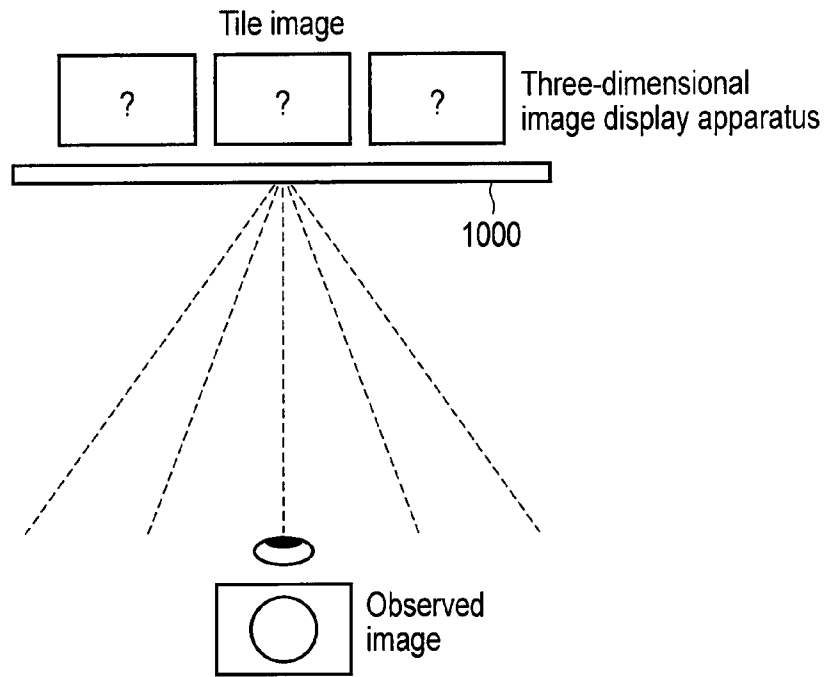 Tile image
? ? ?
Three-dimensional
image display apparatus
1000
Observed
image